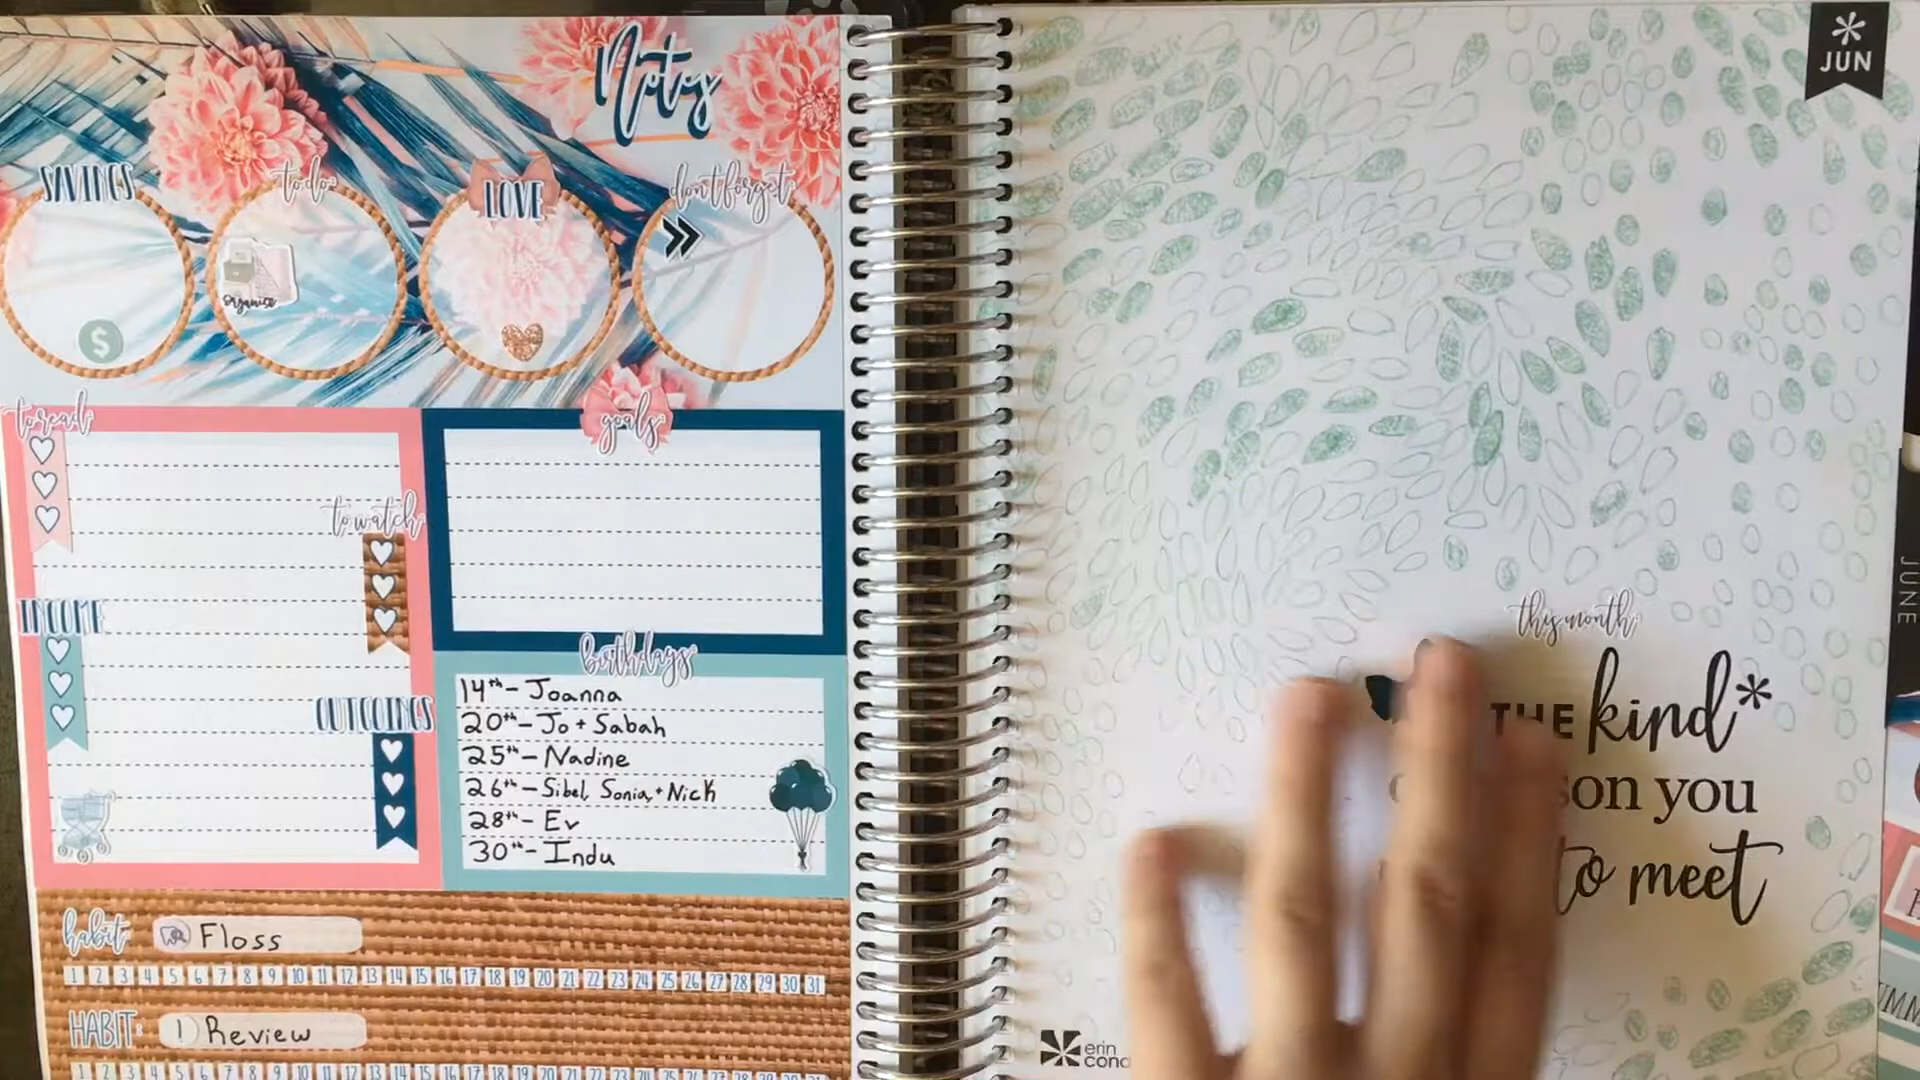 Notes
SAVINGS
to do:
LOVE
don't forget
$
organize
to read:
goals:
to watch:
INCOME
birthdays:
14th - Joanna
20th - Jo + Sabah
25th - Nadine
26th - Sibel, Sonia, + Nick
28th - Ev
30th - Indu
OUTGOINGS
habit: Floss
1 2 3 4 5 6 7 8 9 10 11 12 13 14 15 16 17 18 19 20 21 22 23 24 25 26 27 28 29 30 31
HABIT: Review
JUN
JUNE
this month:
THE kind*
son you
to meet
erin
cond